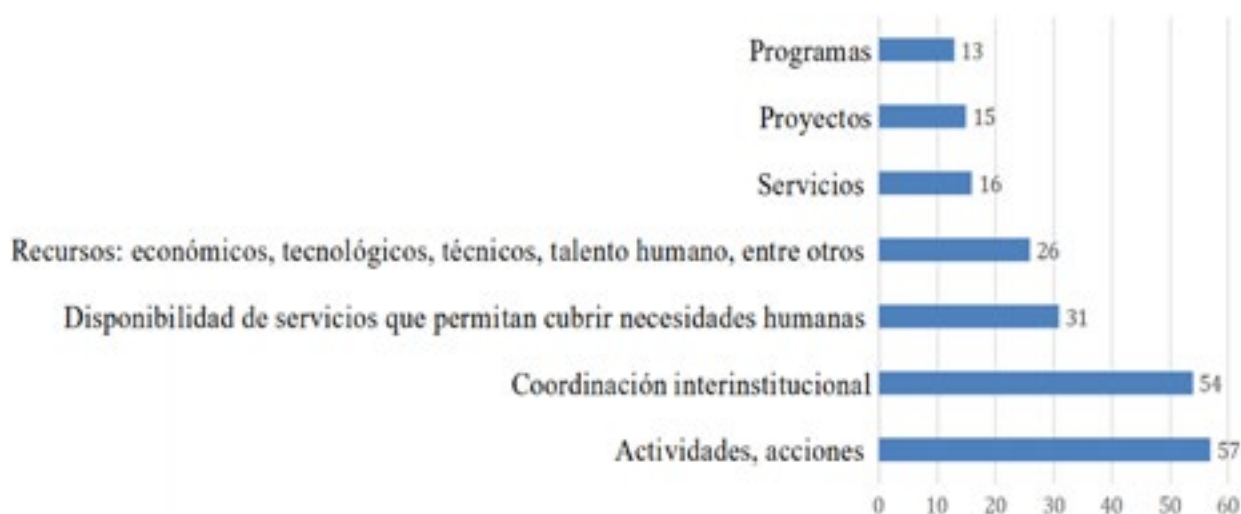 Programas 13
Proyectos 15
Servicios 16
Recursos: económicos, tecnológicos, técnicos, talento humano, entre otros 26
Disponibilidad de servicios que permitan cubrir necesidades humanas 31
Coordinación interinstitucional 54
Actividades, acciones 57
0 10 20 30 40 50 60